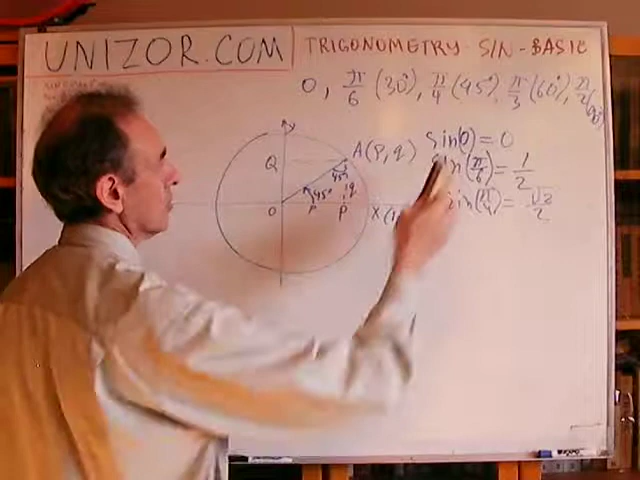 UNIZOR.COM
TRIGONOMETRY - SIN - BASIC
0, π/6 (30°), π/4 (45°), π/3 (60°), π/2 (90°)
y
Q
A(p,q)
45°
45°
q
O
P
P
X
sin(0) = 0
sin(π/6) = 1/2
sin(π/4) = √2/2